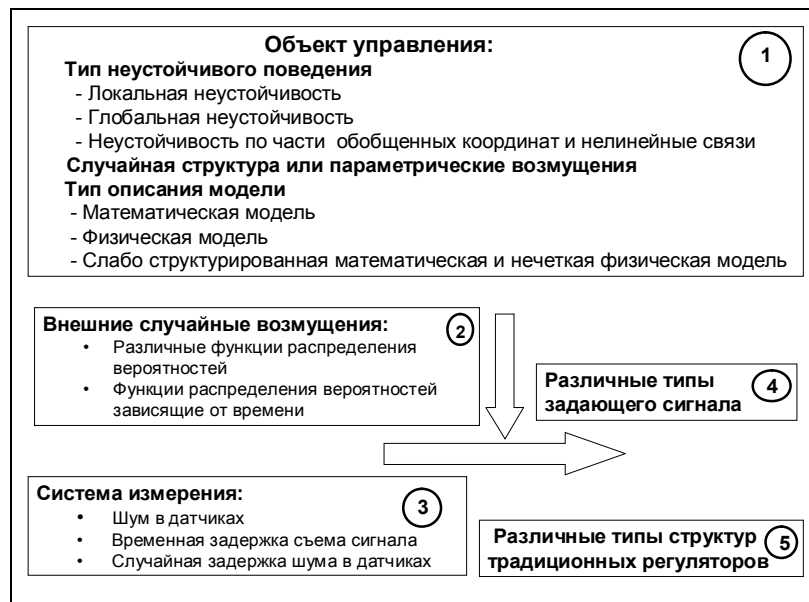 Объект управления:
1
Тип неустойчивого поведения
- Локальная неустойчивость
- Глобальная неустойчивость
- Неустойчивость по части обобщенных координат и нелинейные связи
Случайная структура или параметрические возмущения
Тип описания модели
- Математическая модель
- Физическая модель
- Слабо структурированная математическая и нечеткая физическая модель
Внешние случайные возмущения:
2
• Различные функции распределения
вероятностей
• Функции распределения вероятностей
зависящие от времени
Различные типы
задающего сигнала
4
Система измерения:
3
• Шум в датчиках
• Временная задержка съема сигнала
• Случайная задержка шума в датчиках
Различные типы структур
традиционных регуляторов
5